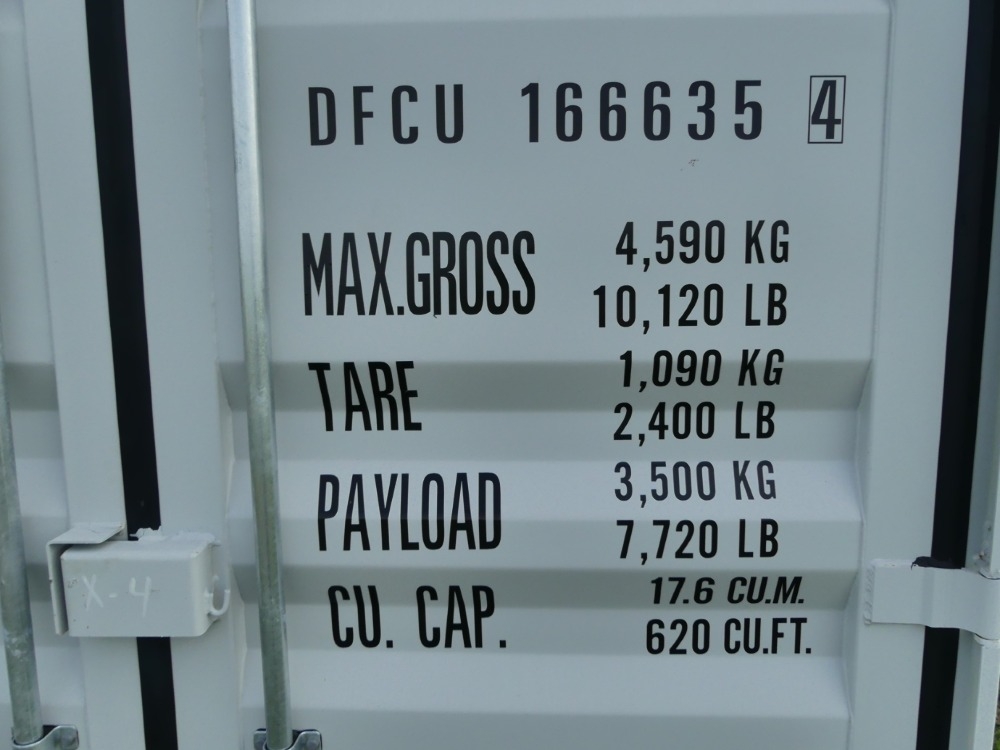 DFCU 166635 4
MAX.GROSS 4,590 KG
10,120 LB
TARE 1,090 KG
2,400 LB
PAYLOAD 3,500 KG
7,720 LB
CU. CAP. 17.6 CU.M.
620 CU.FT.
X-4